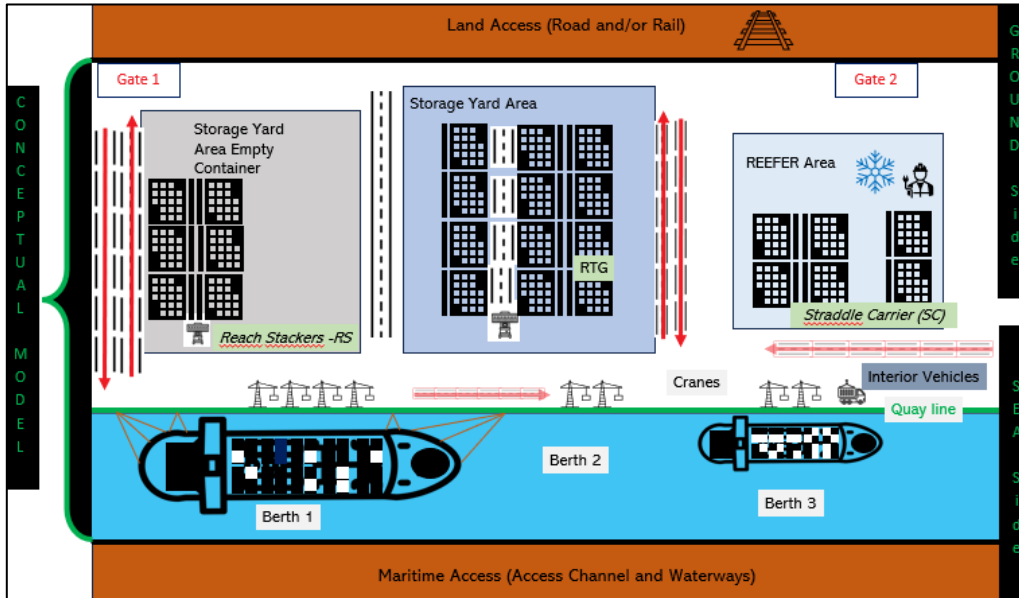 Land Access (Road and/or Rail)
Gate 1
Gate 2
CONCEPTUAL MODEL
GROUND Side
Storage Yard
Area Empty
Container
Storage Yard Area
REEFER Area
RTG
Reach Stackers -RS
Straddle Carrier (SC)
Cranes
Interior Vehicles
Quay line
SEA Side
Berth 1
Berth 2
Berth 3
Maritime Access (Access Channel and Waterways)